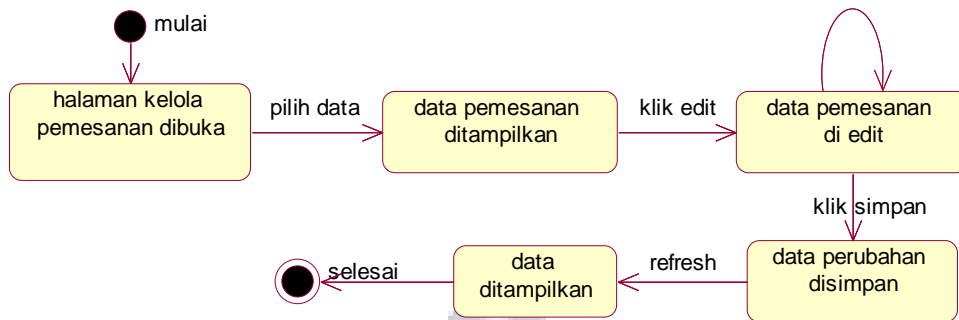 mulai
halaman kelola
pemesanan dibuka
pilih data
data pemesanan
ditampilkan
klik edit
data pemesanan
di edit
klik simpan
data perubahan
disimpan
refresh
data
ditampilkan
selesai